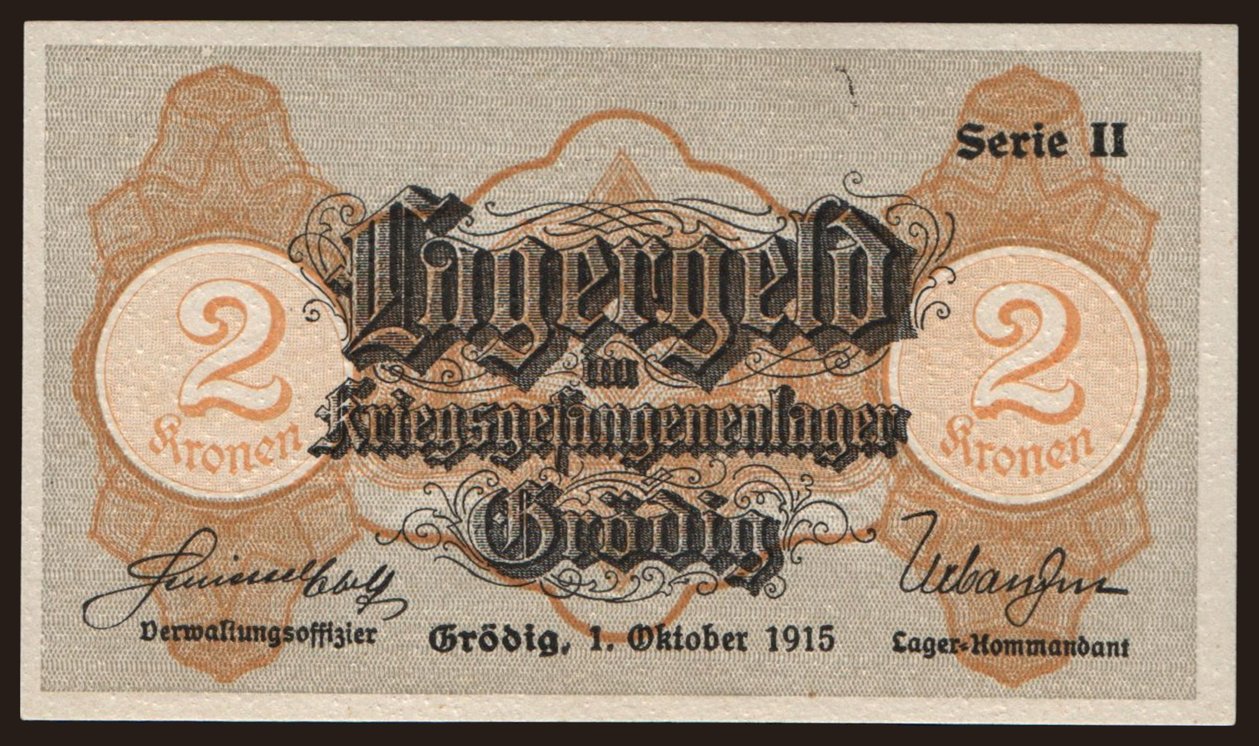 Serie II
Lagergeld
im
Kriegsgefangenenlager
Grödig
2
Kronen
2
Kronen
Verwaltungsoffizier
Grödig, 1. Oktober 1915
Lager-Kommandant